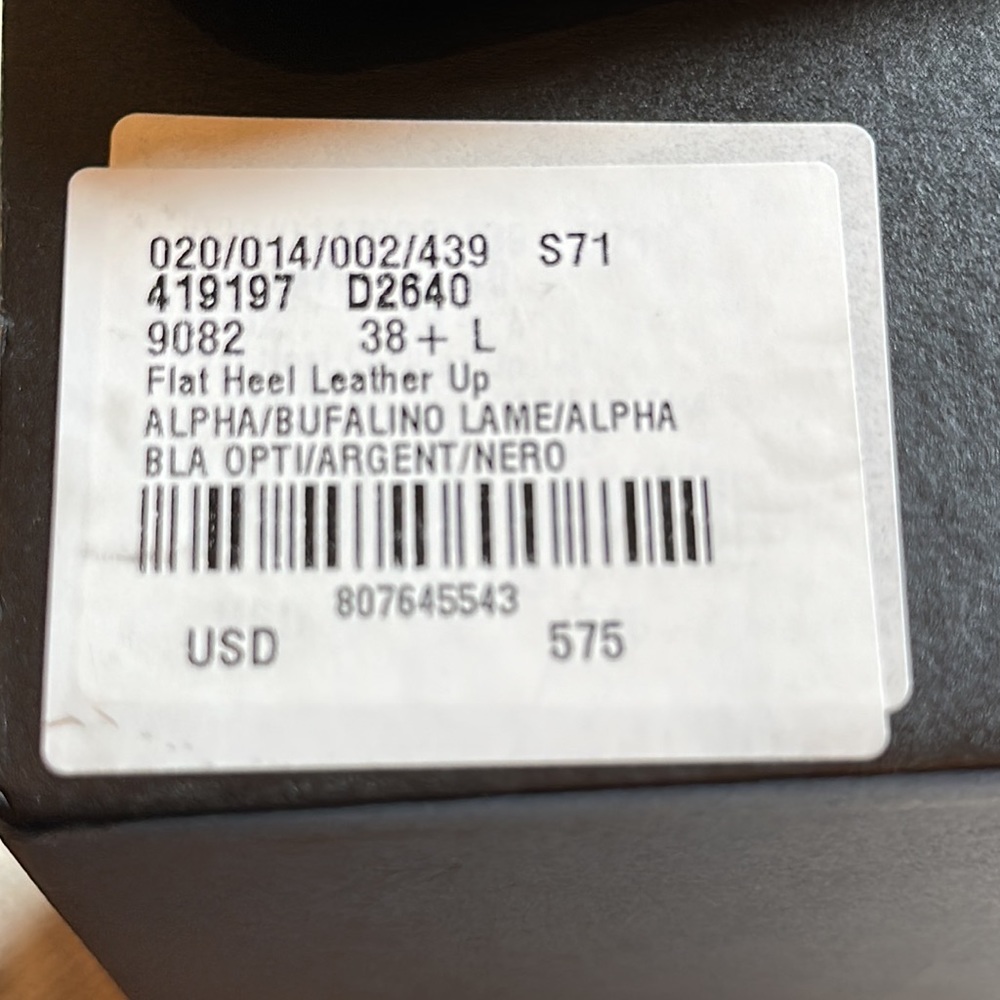 020/014/002/439 S71
419197 D2640
9082 38+ L
Flat Heel Leather Up
ALPHA/BUFALINO LAME/ALPHA
BLA OPTI/ARGENT/NERO
807645543
USD 575